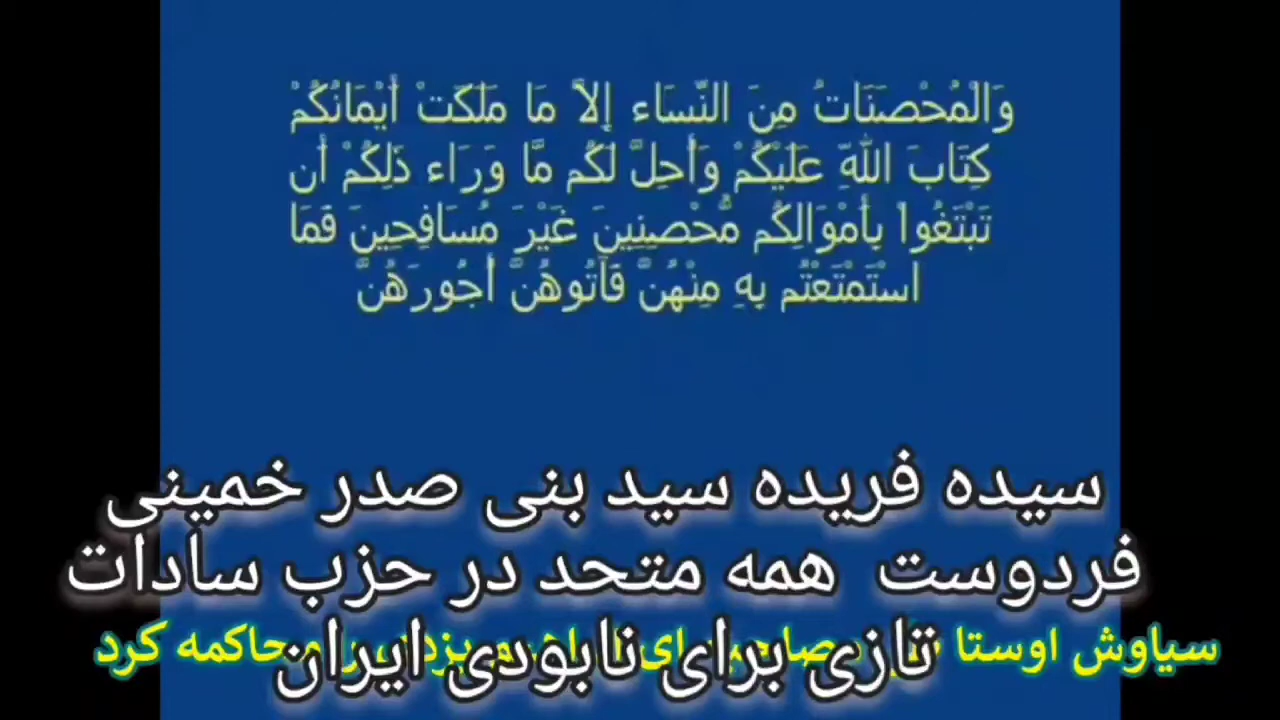 وَالْمُحْصَنَاتُ مِنَ النِّسَاء إِلاَّ مَا مَلَكَتْ أَيْمَانُكُمْ
كِتَابَ اللّهِ عَلَيْكُمْ وَأُحِلَّ لَكُم مَّا وَرَاء ذَلِكُمْ أَن
تَبْتَغُواْ بِأَمْوَالِكُم مُّحْصِنِينَ غَيْرَ مُسَافِحِينَ فَمَا
اسْتَمْتَعْتُم بِهِ مِنْهُنَّ فَآتُوهُنَّ أُجُورَهُنَّ
سیده فریده سید بنی صدر خمینی
فردوست همه متحد در حزب سادات
تازی برای نابودی ایران
سیاوش اوستا محاکمه کرد